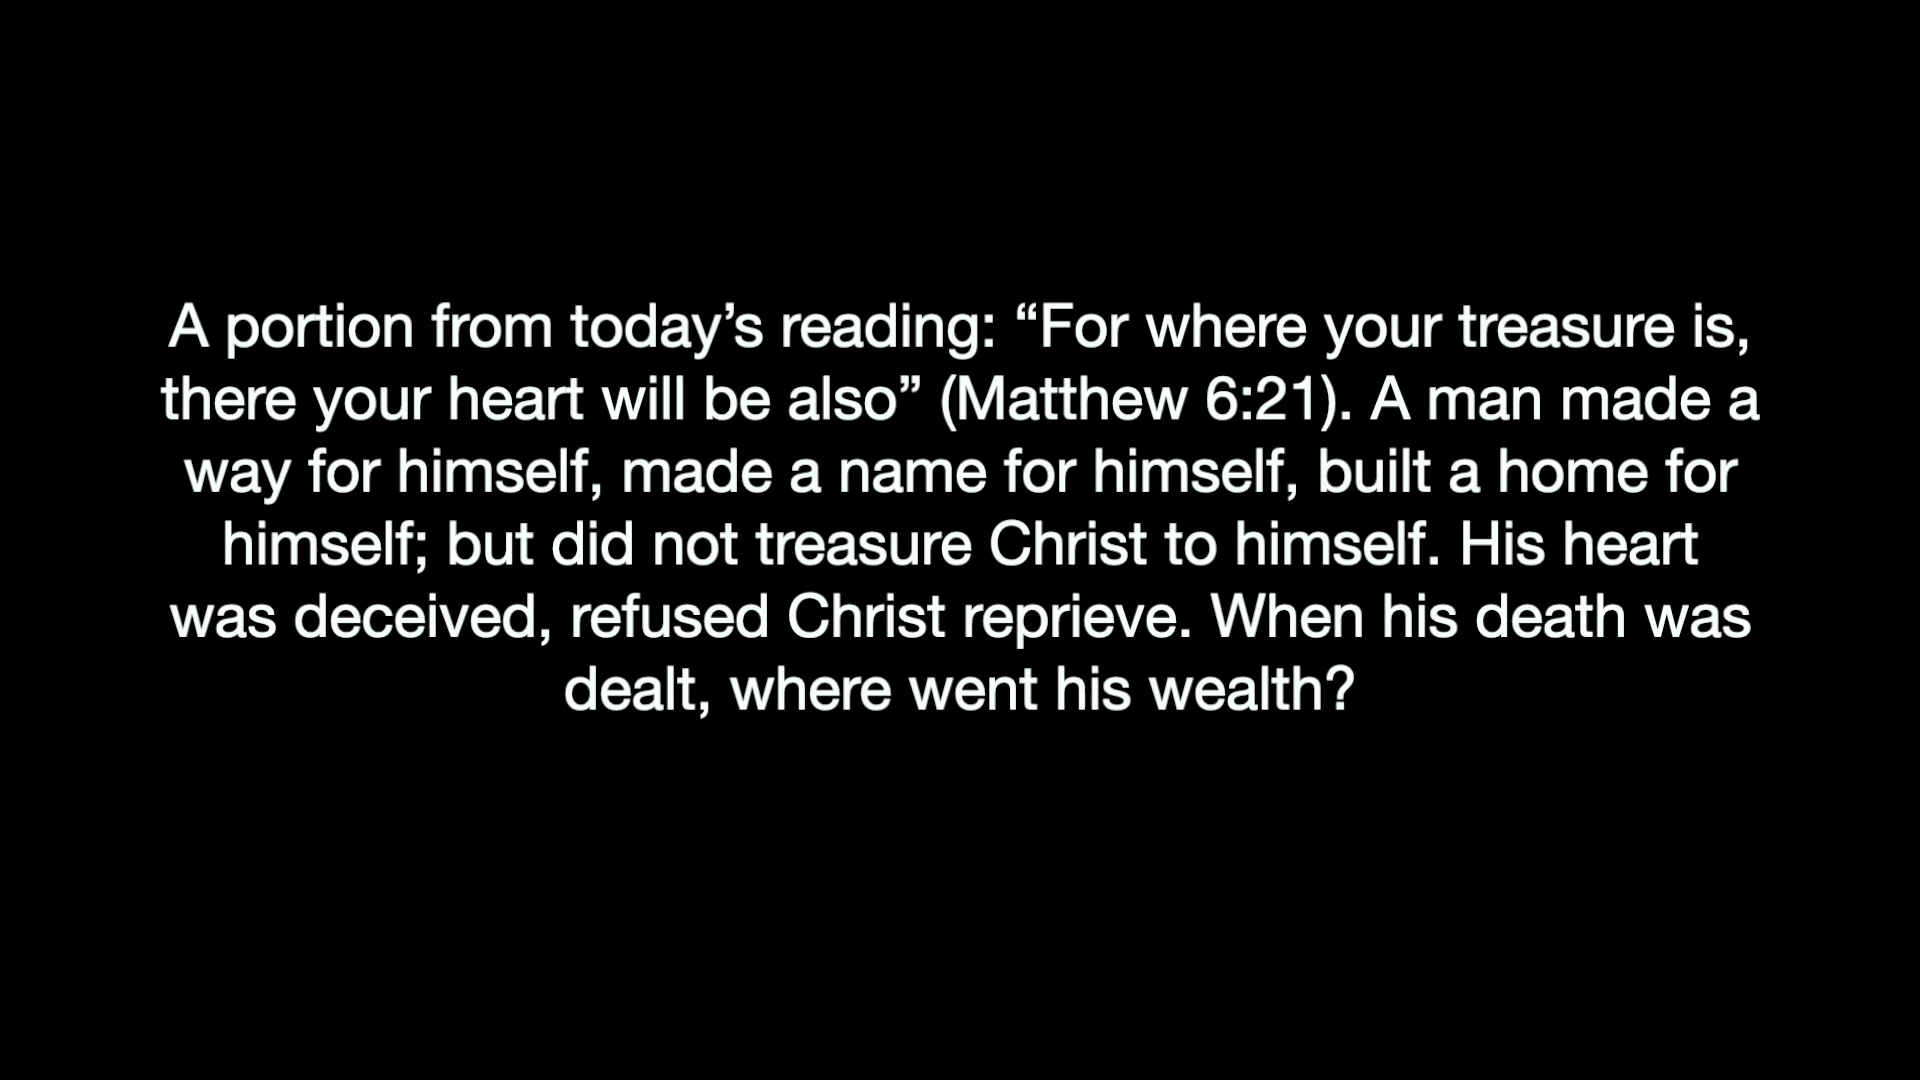 A portion from today’s reading: “For where your treasure is,
there your heart will be also” (Matthew 6:21). A man made a
way for himself, made a name for himself, built a home for
himself; but did not treasure Christ to himself. His heart
was deceived, refused Christ reprieve. When his death was
dealt, where went his wealth?